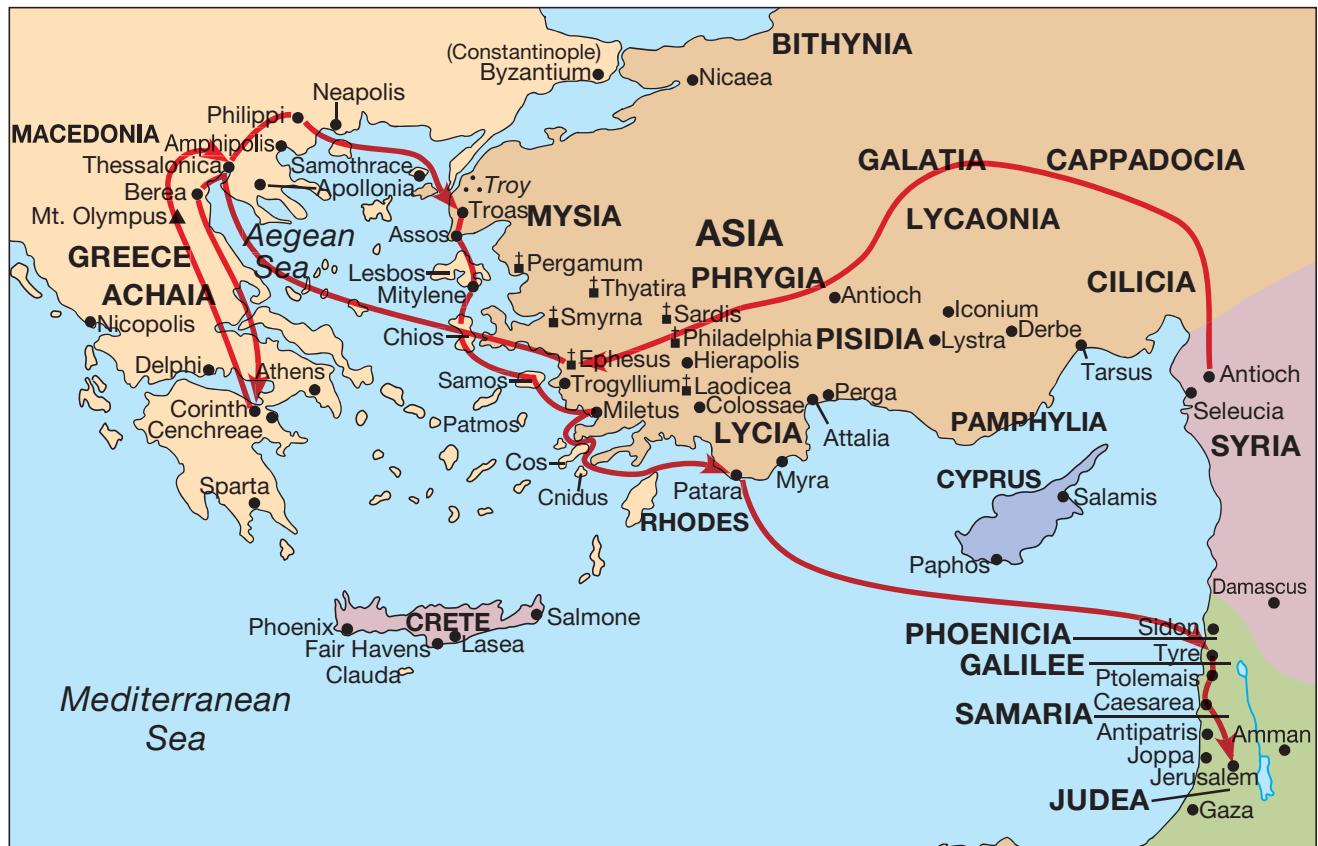 (Constantinople)
Byzantium
BITHYNIA
Nicaea
Neapolis
Philippi
MACEDONIA
Amphipolis
Thessalonica
Samothrace
Apollonia
Berea
Mt. Olympus
Troy
Troas
GALATIA
CAPPADOCIA
MYSIA
ASIA
LYCAONIA
Aegean
Sea
Assos
GREECE
ACHAIA
Lesbos
Mitylene
†Pergamum
PHRYGIA
CILICIA
†Thyatira
Antioch
Nicopolis
Chios
†Smyrna
†Sardis
Iconium
Derbe
†Philadelphia
PISIDIA
Lystra
Delphi
Athens
†Ephesus
Hierapolis
Tarsus
Antioch
Samos
Trogyllium
†Laodicea
Perga
Seleucia
Corinth
Cenchreae
Patmos
Miletus
Colossae
Attalia
PAMPHYLIA
LYCIA
SYRIA
Cos
Cnidus
Patara
Myra
CYPRUS
Salamis
Sparta
RHODES
Paphos
Damascus
Phoenix
CRETE
Salmone
Fair Havens
Lasea
Clauda
PHOENICIA
Sidon
Tyre
GALILEE
Ptolemais
Mediterranean
Sea
Caesarea
SAMARIA
Antipatris
Amman
Joppa
Jerusalem
JUDEA
Gaza